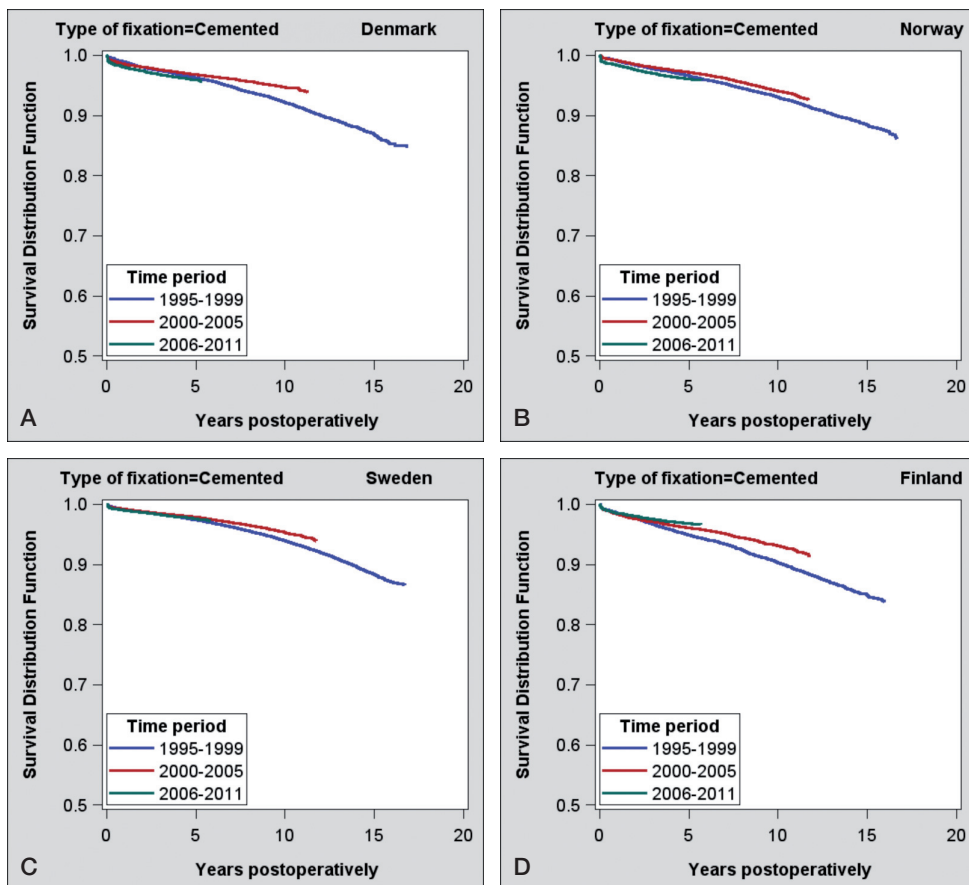 Type of fixation=Cemented Denmark
Survival Distribution Function
1.0
0.9
0.8
0.7
0.6
0.5
Time period
1995-1999
2000-2005
2006-2011
0 5 10 15 20
Years postoperatively
A
Type of fixation=Cemented Norway
Survival Distribution Function
1.0
0.9
0.8
0.7
0.6
0.5
Time period
1995-1999
2000-2005
2006-2011
0 5 10 15 20
Years postoperatively
B
Type of fixation=Cemented Sweden
Survival Distribution Function
1.0
0.9
0.8
0.7
0.6
0.5
Time period
1995-1999
2000-2005
2006-2011
0 5 10 15 20
Years postoperatively
C
Type of fixation=Cemented Finland
Survival Distribution Function
1.0
0.9
0.8
0.7
0.6
0.5
Time period
1995-1999
2000-2005
2006-2011
0 5 10 15 20
Years postoperatively
D